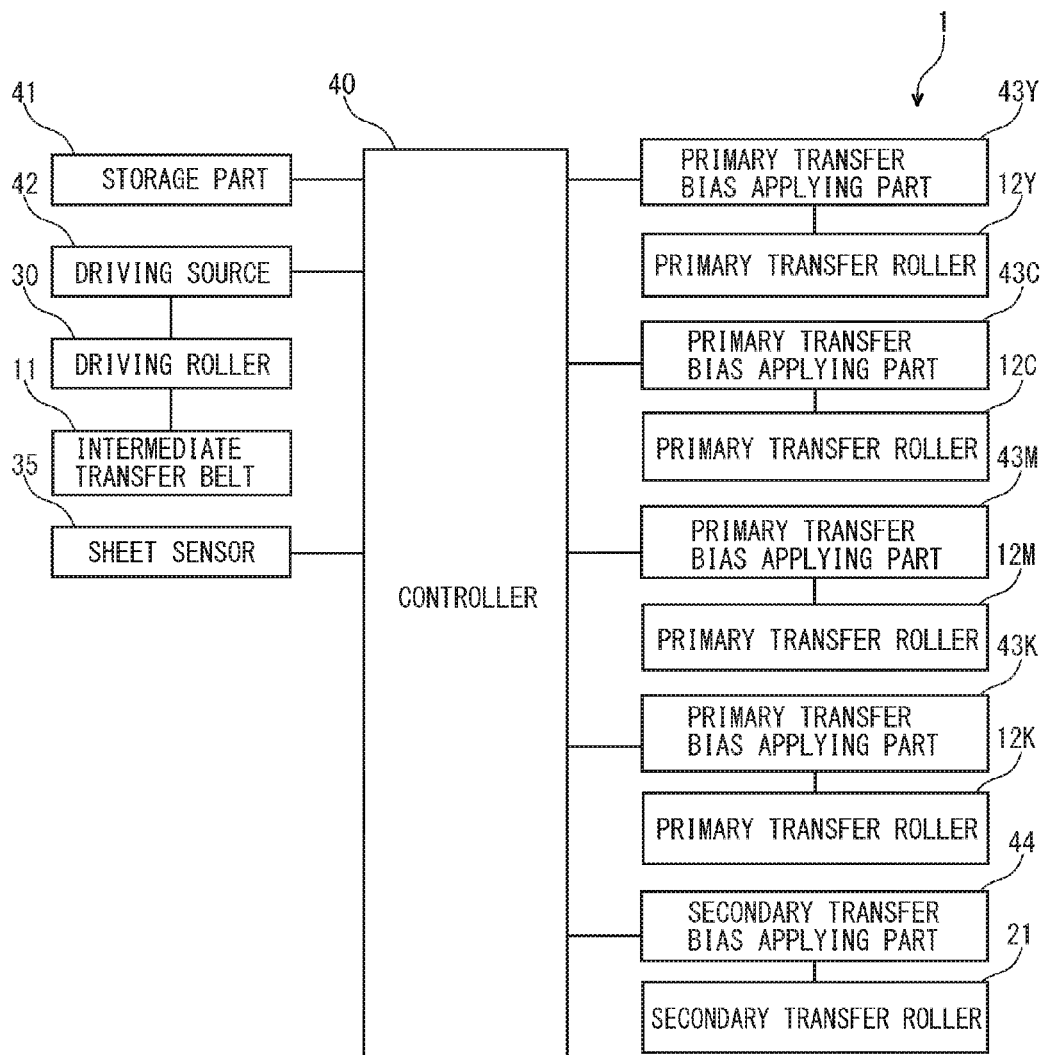 1
41
STORAGE PART
42
DRIVING SOURCE
30
DRIVING ROLLER
11
INTERMEDIATE
TRANSFER BELT
35
SHEET SENSOR
40
CONTROLLER
43Y
PRIMARY TRANSFER
BIAS APPLYING PART
12Y
PRIMARY TRANSFER ROLLER
43C
PRIMARY TRANSFER
BIAS APPLYING PART
12C
PRIMARY TRANSFER ROLLER
43M
PRIMARY TRANSFER
BIAS APPLYING PART
12M
PRIMARY TRANSFER ROLLER
43K
PRIMARY TRANSFER
BIAS APPLYING PART
12K
PRIMARY TRANSFER ROLLER
44
SECONDARY TRANSFER
BIAS APPLYING PART
21
SECONDARY TRANSFER ROLLER